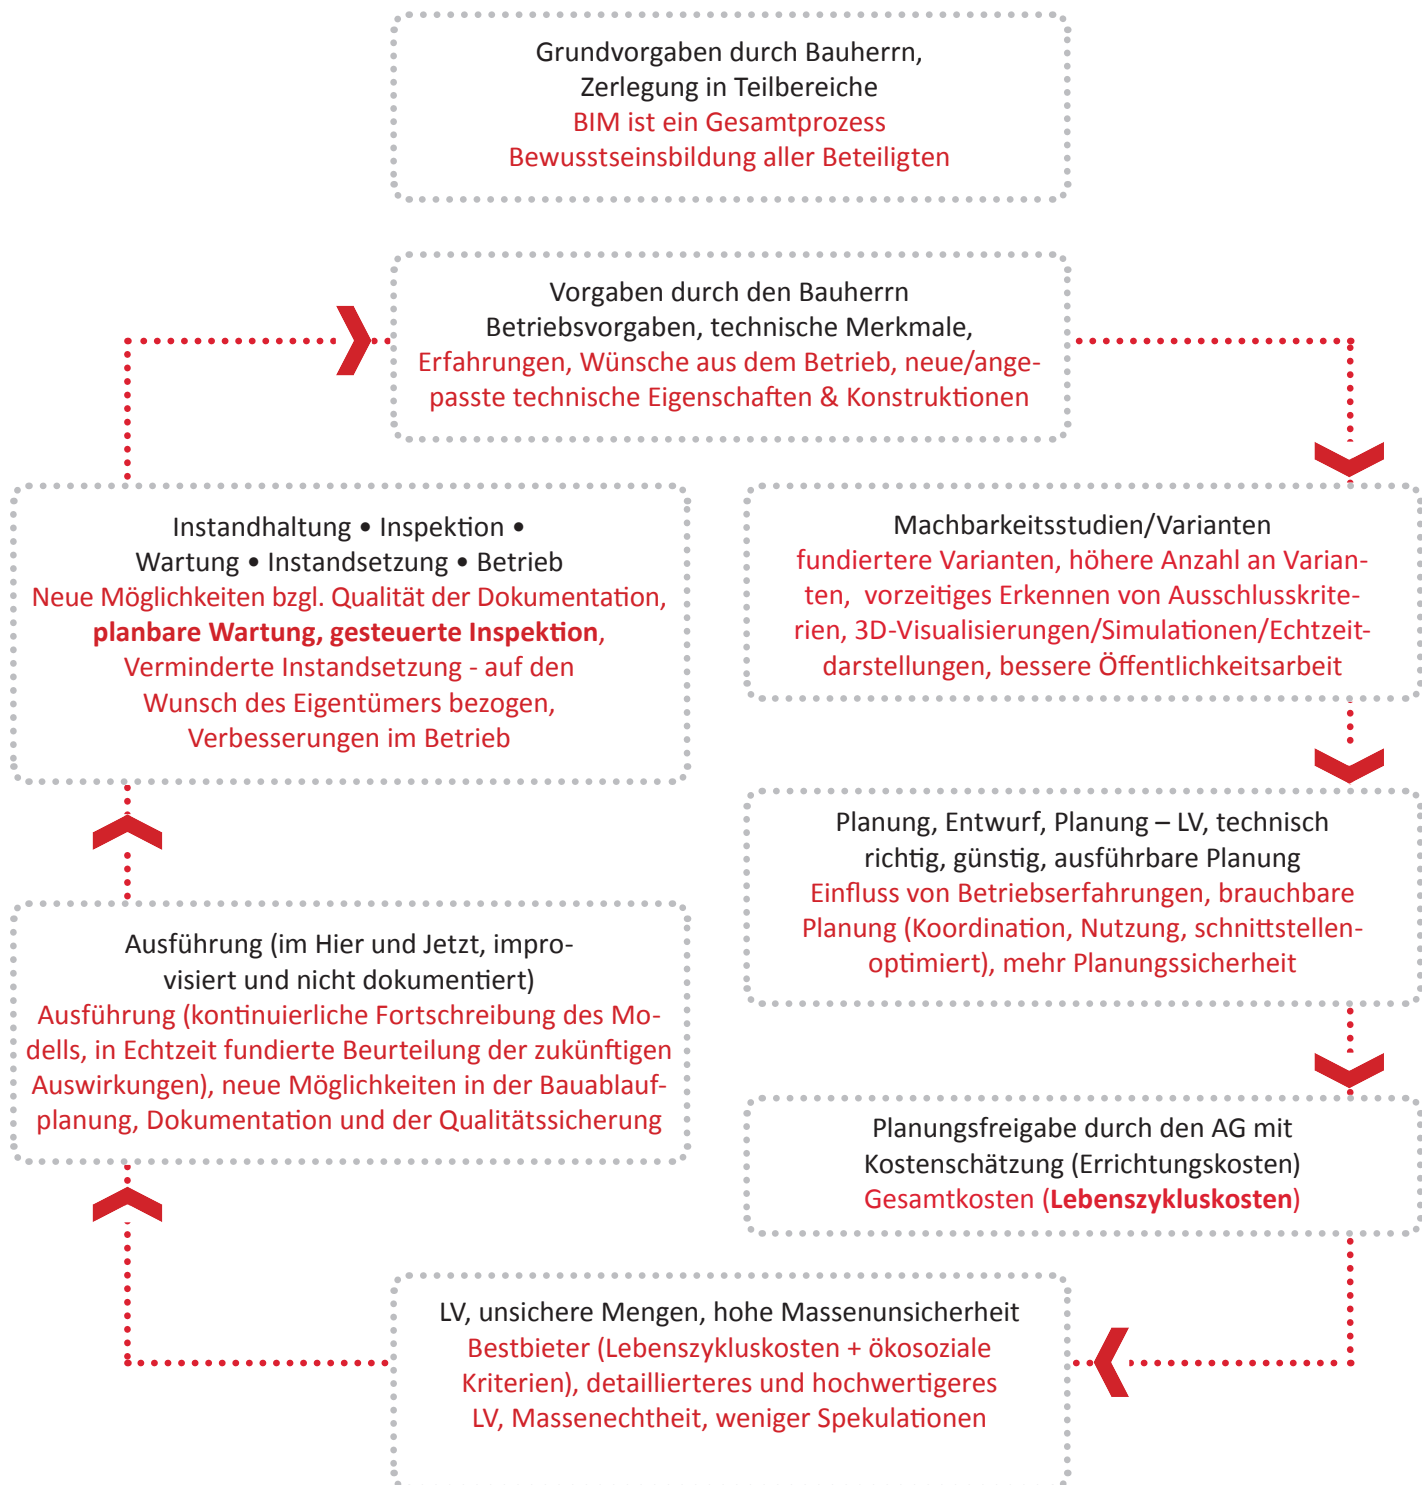 Grundvorgaben durch Bauherrn,
Zerlegung in Teilbereiche
BIM ist ein Gesamtprozess
Bewusstseinsbildung aller Beteiligten
Vorgaben durch den Bauherrn
Betriebsvorgaben, technische Merkmale,
Erfahrungen, Wünsche aus dem Betrieb, neue/ange-
passte technische Eigenschaften & Konstruktionen
Machbarkeitsstudien/Varianten
fundiertere Varianten, höhere Anzahl an Varian-
ten, vorzeitiges Erkennen von Ausschlusskrite-
rien, 3D-Visualisierungen/Simulationen/Echtzeit-
darstellungen, bessere Öffentlichkeitsarbeit
Planung, Entwurf, Planung – LV, technisch
richtig, günstig, ausführbare Planung
Einfluss von Betriebserfahrungen, brauchbare
Planung (Koordination, Nutzung, schnittstellen-
optimiert), mehr Planungssicherheit
Planungsfreigabe durch den AG mit
Kostenschätzung (Errichtungskosten)
Gesamtkosten (Lebenszykluskosten)
LV, unsichere Mengen, hohe Massenunsicherheit
Bestbieter (Lebenszykluskosten + ökosoziale
Kriterien), detaillierteres und hochwertigeres
LV, Massenechtheit, weniger Spekulationen
Ausführung (im Hier und Jetzt, impro-
visiert und nicht dokumentiert)
Ausführung (kontinuierliche Fortschreibung des Mo-
dells, in Echtzeit fundierte Beurteilung der zukünftigen
Auswirkungen), neue Möglichkeiten in der Bauablauf-
planung, Dokumentation und der Qualitätssicherung
Instandhaltung • Inspektion •
Wartung • Instandsetzung • Betrieb
Neue Möglichkeiten bzgl. Qualität der Dokumentation,
planbare Wartung, gesteuerte Inspektion,
Verminderte Instandsetzung - auf den
Wunsch des Eigentümers bezogen,
Verbesserungen im Betrieb